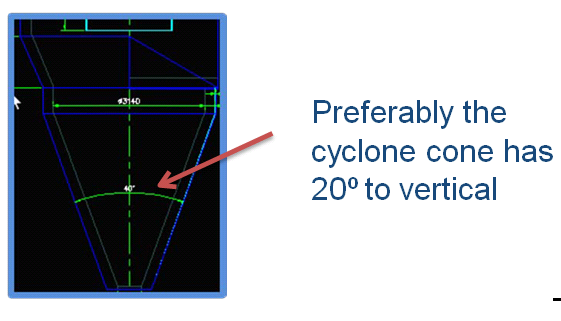 ø3140
40°
Preferably the
cyclone cone has
20º to vertical